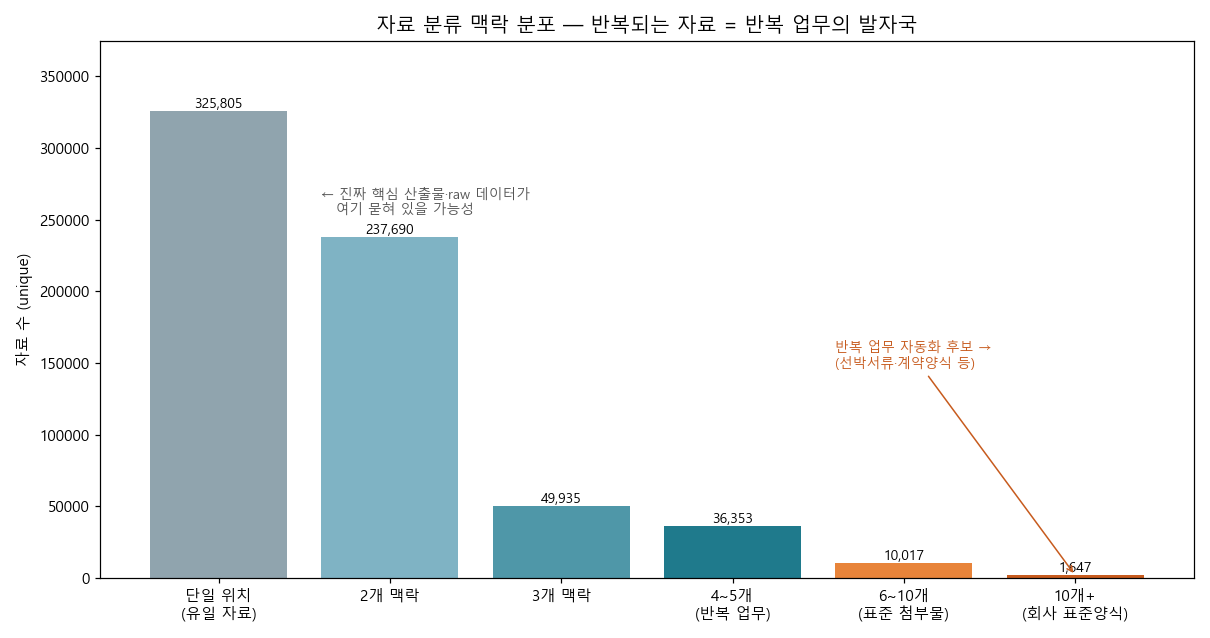 자료 분류 맥락 분포 — 반복되는 자료 = 반복 업무의 발자국
자료 수 (unique)
350000
300000
250000
200000
150000
100000
50000
0
325,805
← 진짜 핵심 산출물·raw 데이터가
여기 묻혀 있을 가능성
237,690
반복 업무 자동화 후보 →
(선박서류·계약양식 등)
49,935
36,353
10,017
1,647
단일 위치
(유일 자료)
2개 맥락
3개 맥락
4~5개
(반복 업무)
6~10개
(표준 첨부물)
10개+
(회사 표준양식)